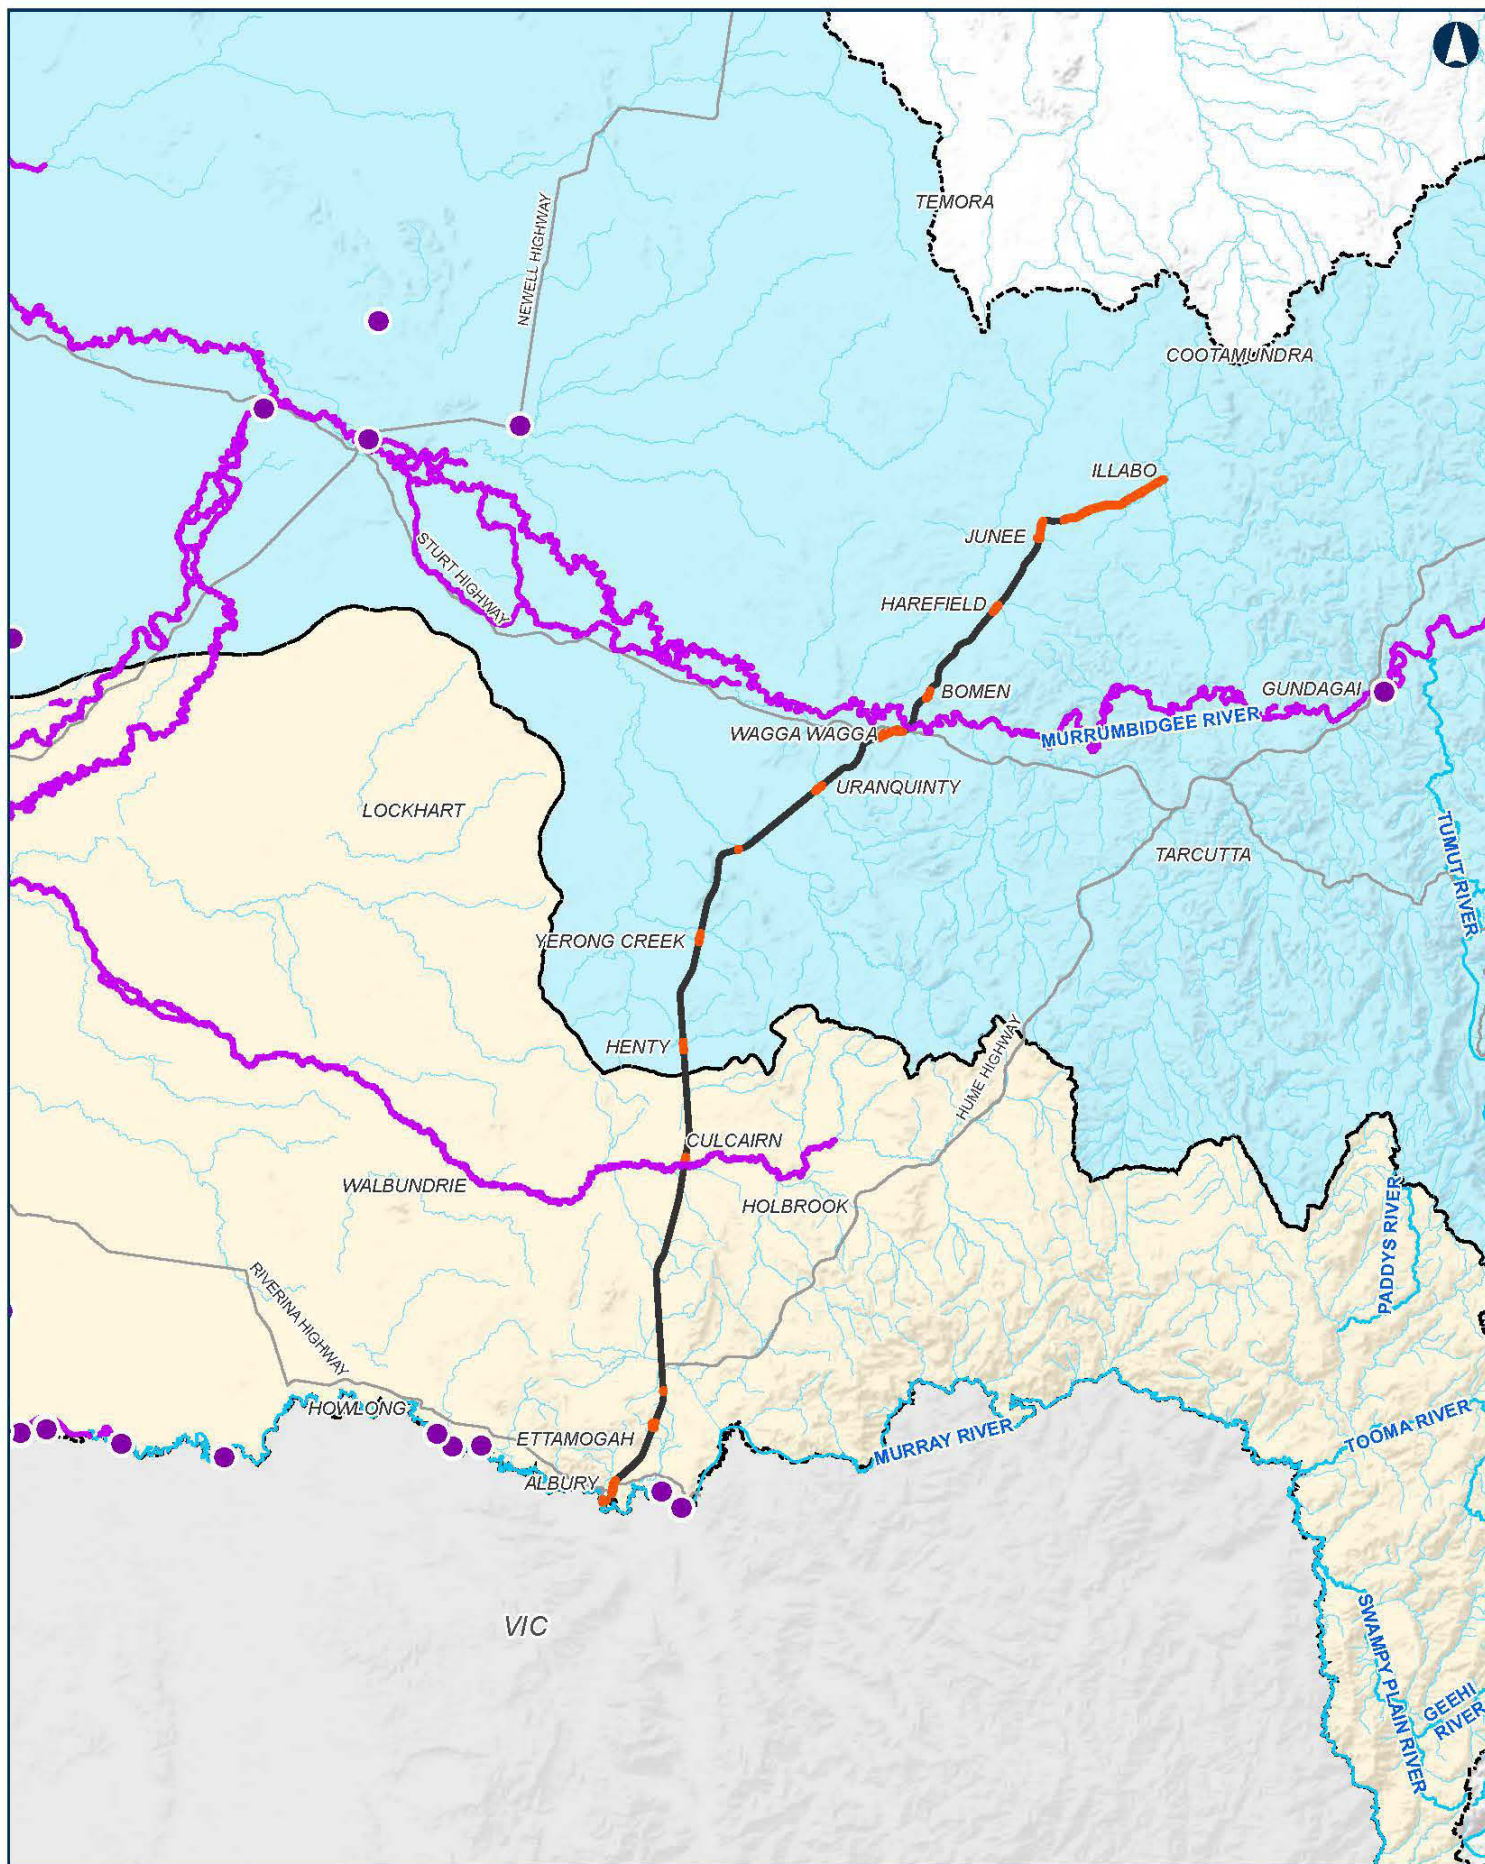 TEMORA
NEWELL HIGHWAY
COOTAMUNDRA
ILLABO
JUNEE
STURT HIGHWAY
HAREFIELD
BOMEN
GUNDAGAI
MURRUMBIDGEE RIVER
WAGGA WAGGA
URANQUINTY
LOCKHART
TARCUTTA
TUMUT RIVER
YERONG CREEK
HENTY
HUME HIGHWAY
CULCAIRN
WALBUNDRIE
HOLBROOK
PADDYS RIVER
RIVERINA HIGHWAY
HOWLONG
ETTAMOGAH
MURRAY RIVER
TOOMA RIVER
ALBURY
VIC
SWAMPY PLAIN RIVER
GEEHI
RIVER